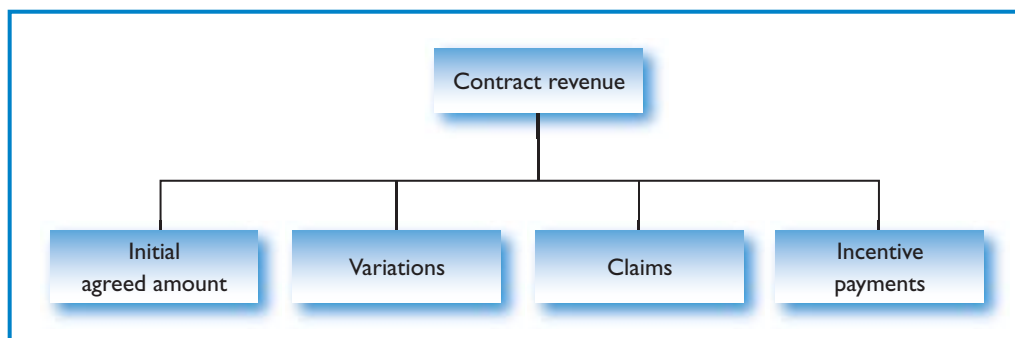 Contract revenue
Initial
agreed amount
Variations
Claims
Incentive
payments